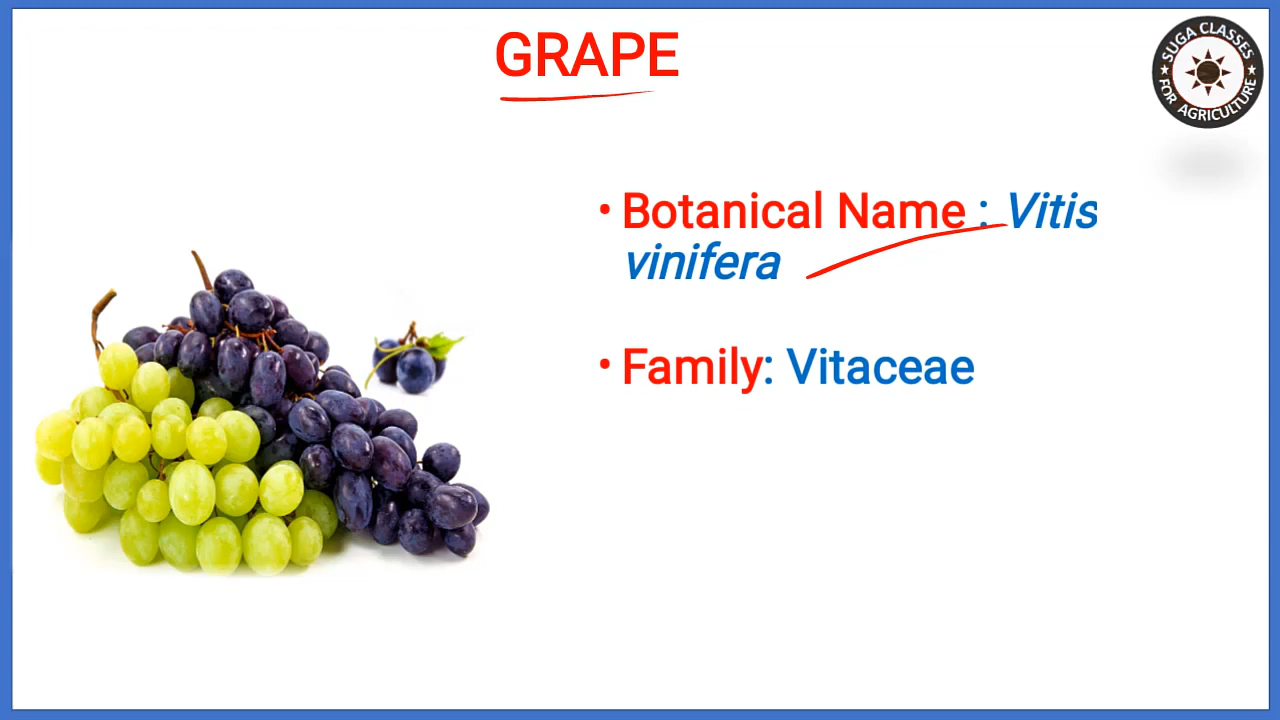 GRAPE
SUGA CLASSES
FOR AGRICULTURE
• Botanical Name : Vitis
vinifera
• Family: Vitaceae